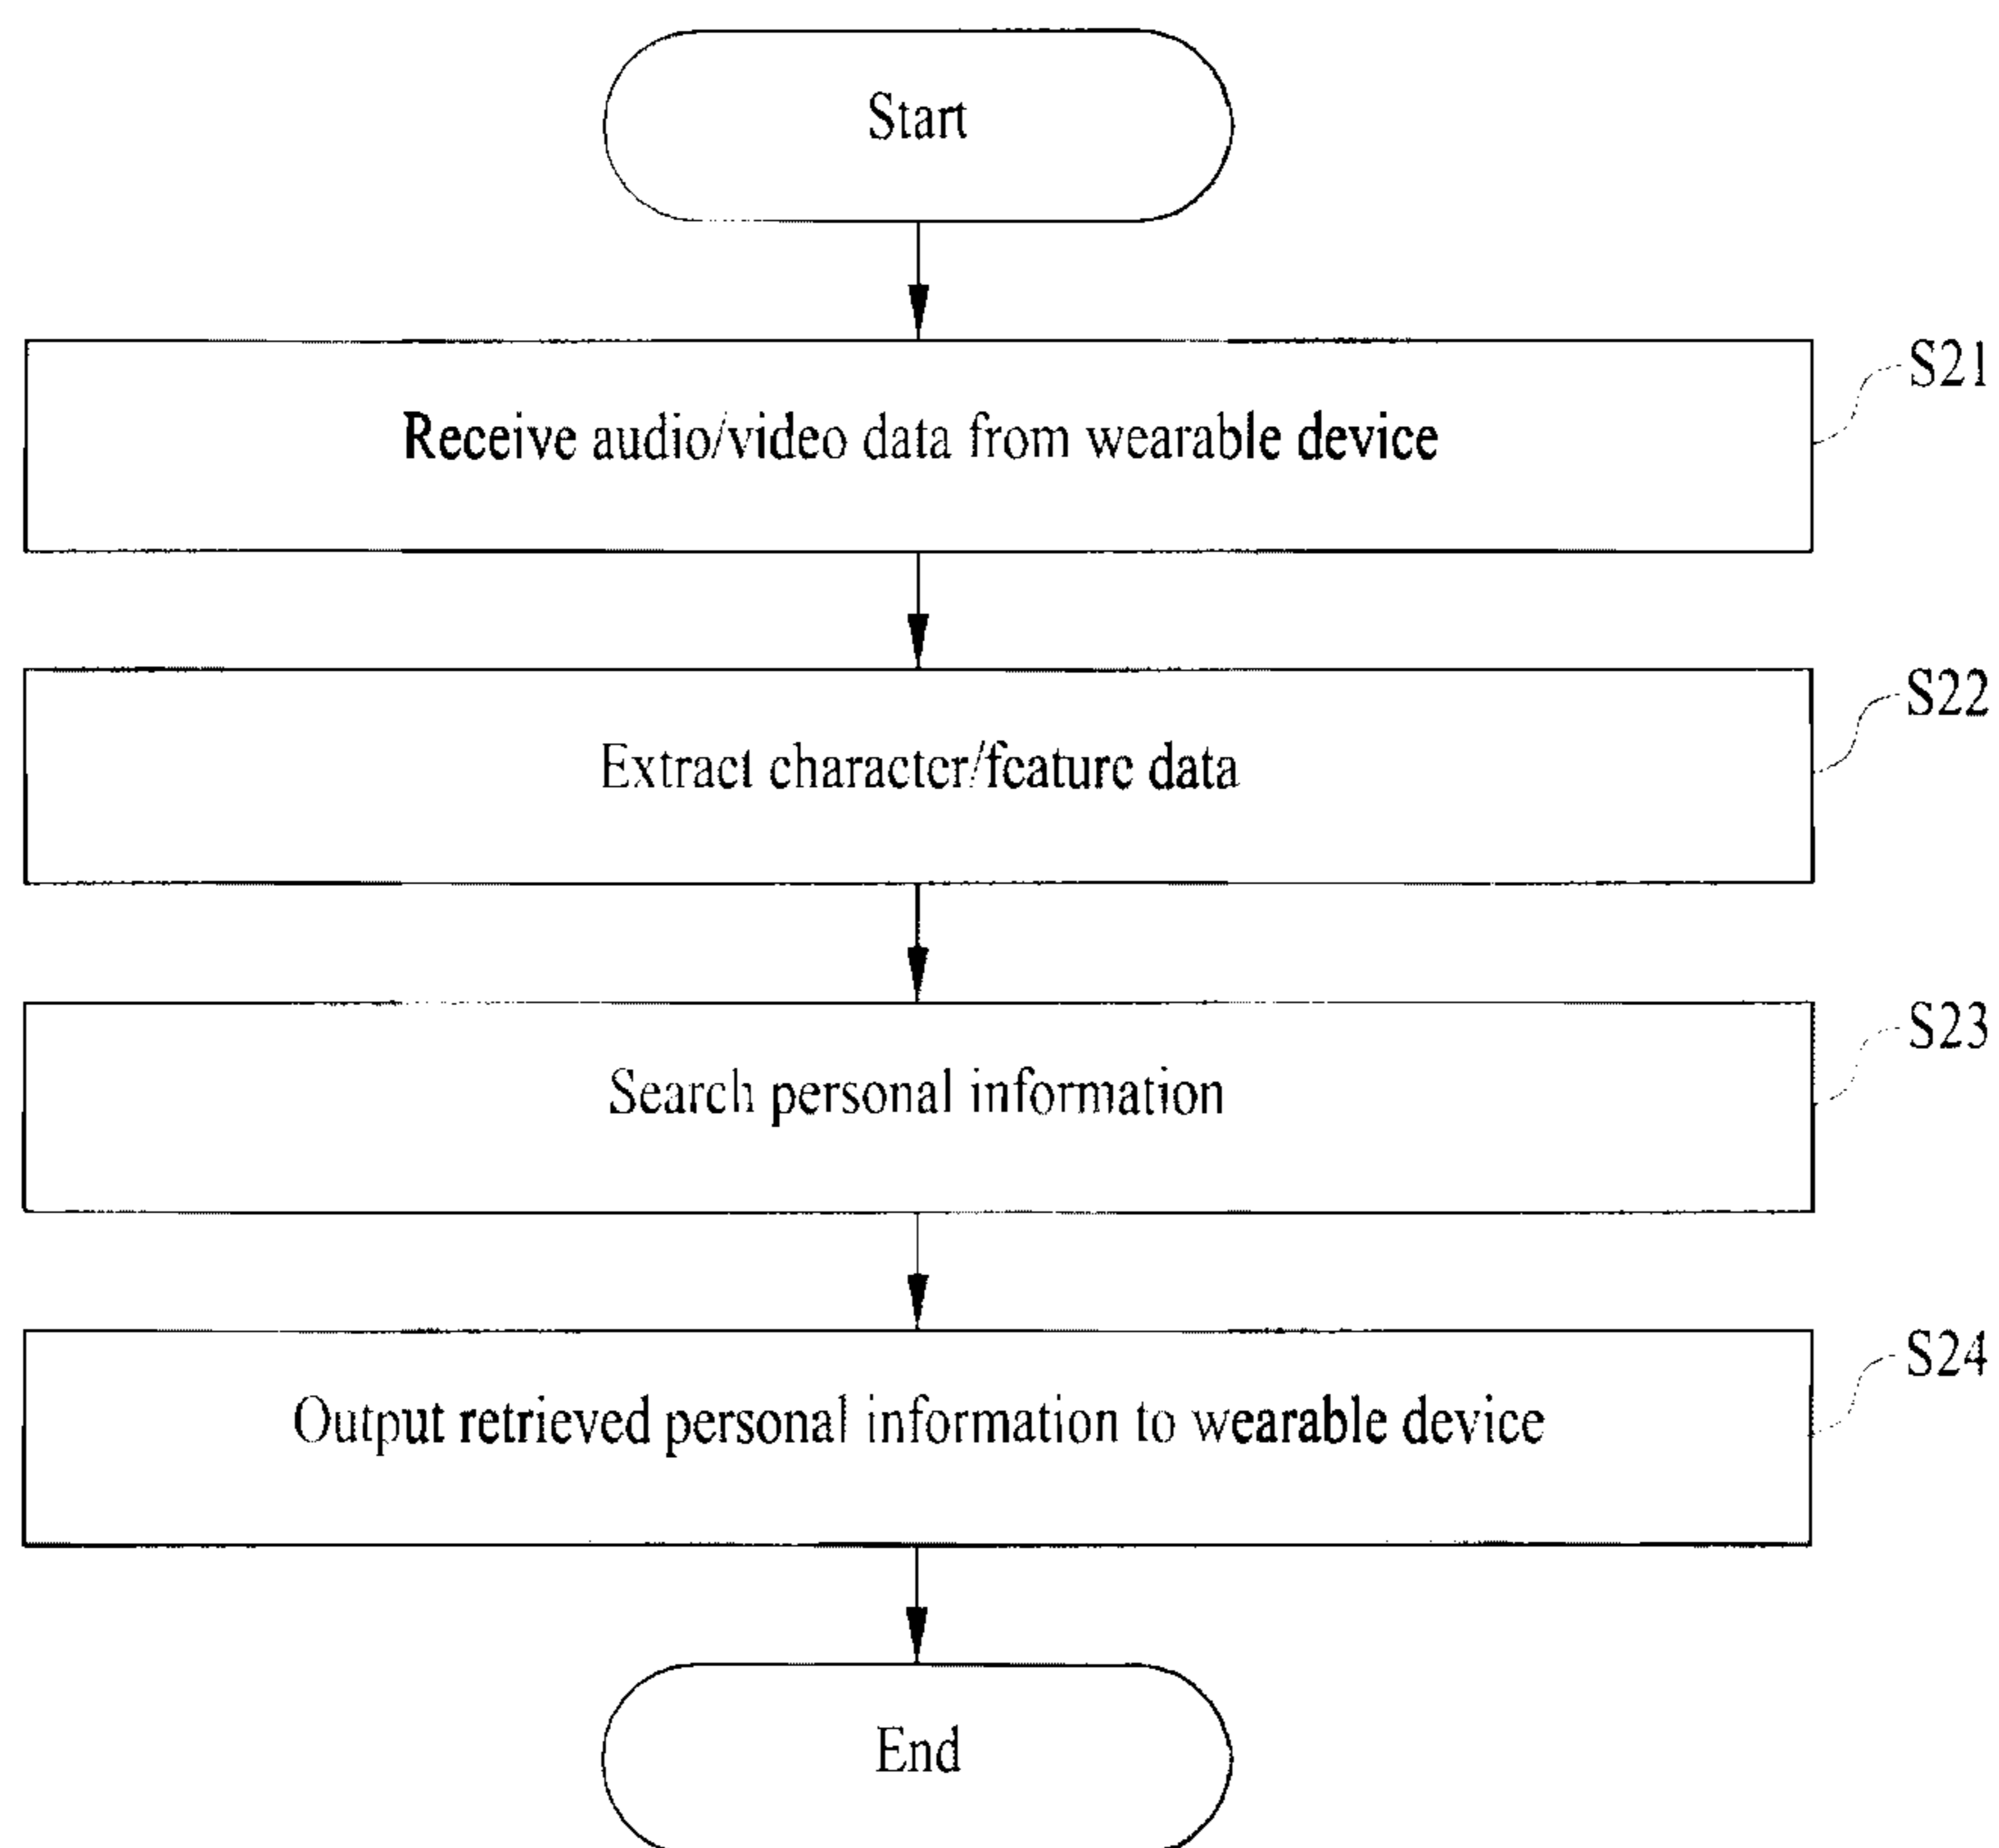 Start
S21
Receive audio/video data from wearable device
S22
Extract character/feature data
S23
Search personal information
S24
Output retrieved personal information to wearable device
End